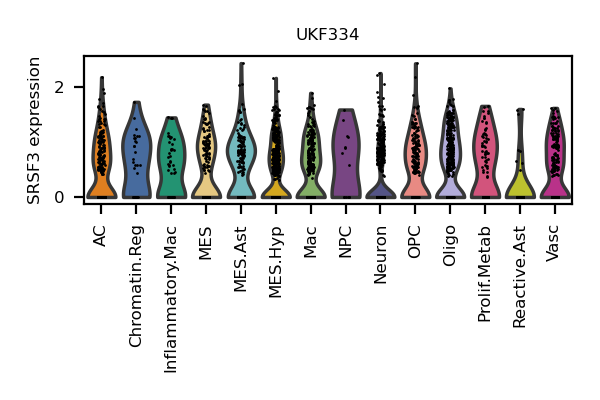 UKF334
SRSF3 expression
2
0
AC
Chromatin.Reg
Inflammatory.Mac
MES
MES.Ast
MES.Hyp
Mac
NPC
Neuron
OPC
Oligo
Prolif.Metab
Reactive.Ast
Vasc